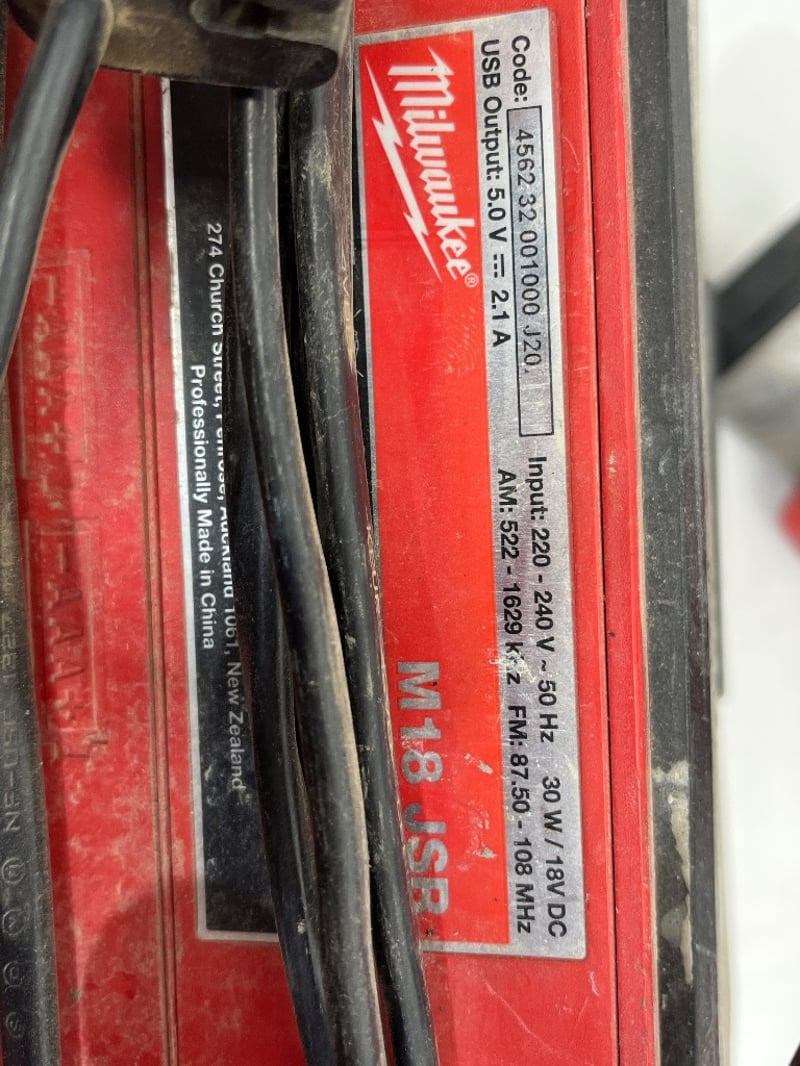 Code: 4562 32 001000 J20. Input: 220 - 240 V ~ 50 Hz 30 W / 18V DC
USB Output: 5.0 V ⎓ 2.1 A AM: 522 - 1629 kHz FM: 87.50 - 108 MHz
Milwaukee®
M18 JSR
274 Church Street, Penrose, Auckland 1061, New Zealand
Professionally Made in China